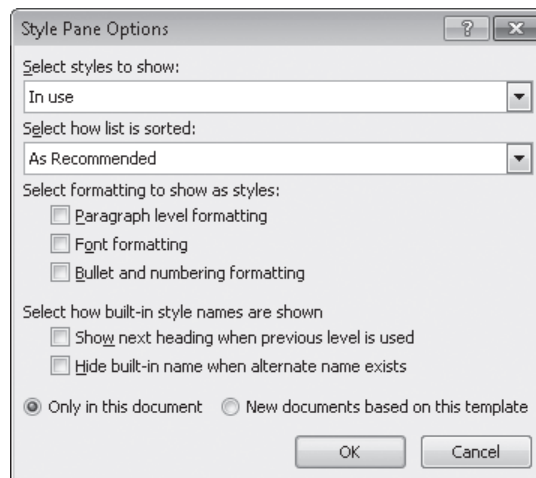 Style Pane Options
Select styles to show:
In use
Select how list is sorted:
As Recommended
Select formatting to show as styles:
Paragraph level formatting
Font formatting
Bullet and numbering formatting
Select how built-in style names are shown
Show next heading when previous level is used
Hide built-in name when alternate name exists
Only in this document New documents based on this template
OK Cancel